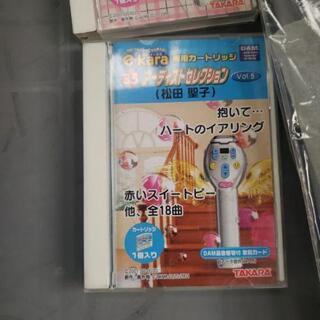 TAKARA
e-kara 専用カートリッジ
DAM
アーティストセレクション
Vol.5
(松田 聖子)
抱いて…
ハートのイアリング
赤いスイートピー
他、全18曲
カートリッジ
1個入り
DAM
TAKARA